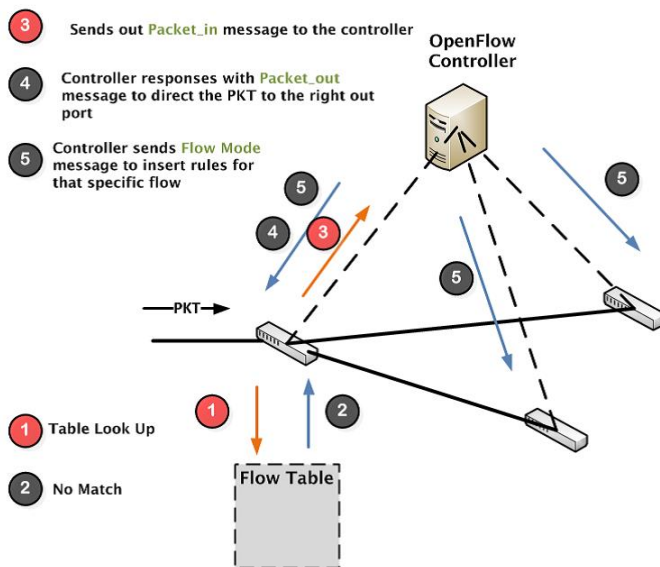 3 Sends out Packet_in message to the controller
4 Controller responses with Packet_out
message to direct the PKT to the right out
port
5 Controller sends Flow Mode
message to insert rules for
that specific flow
OpenFlow
Controller
5
4
3
5
5
PKT
1
2
1 Table Look Up
2 No Match
Flow Table